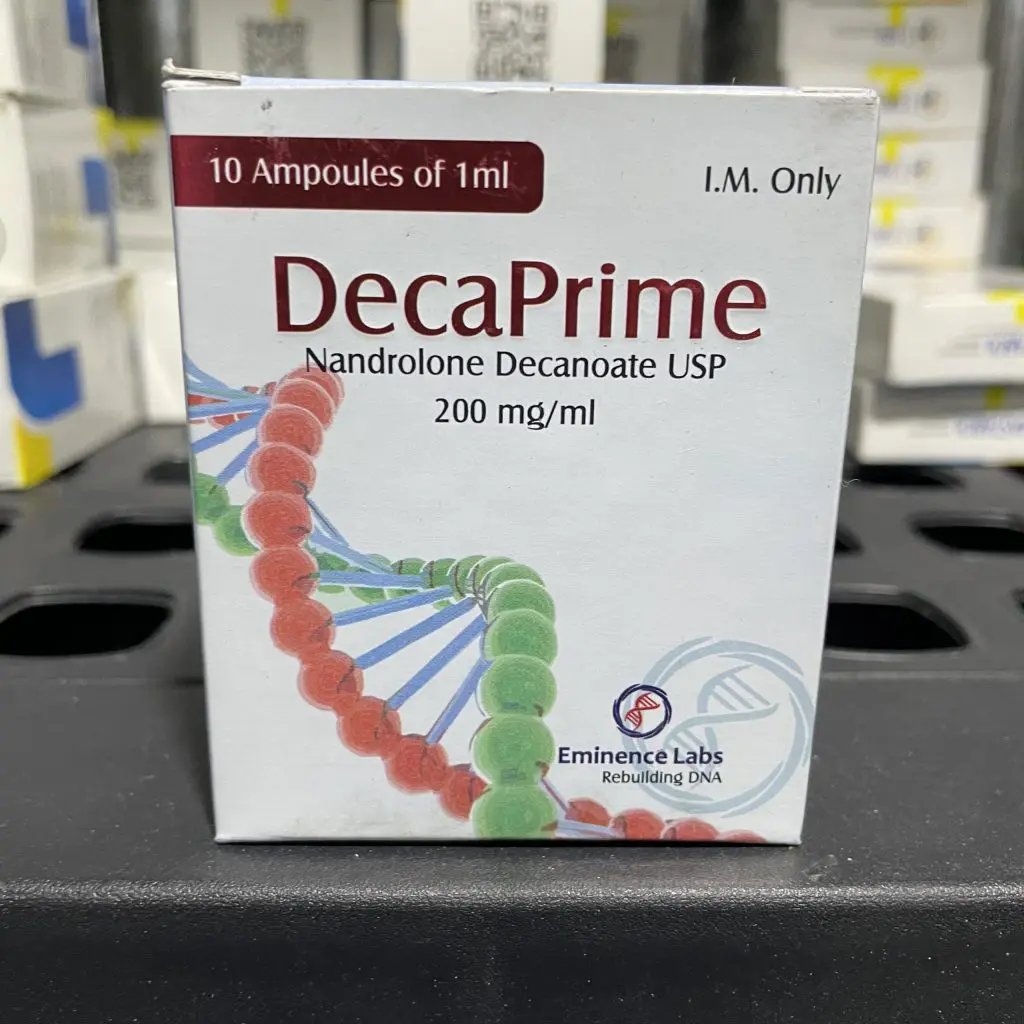 10 Ampoules of 1ml
I.M. Only
DecaPrime
Nandrolone Decanoate USP
200 mg/ml
Eminence Labs
Rebuilding DNA